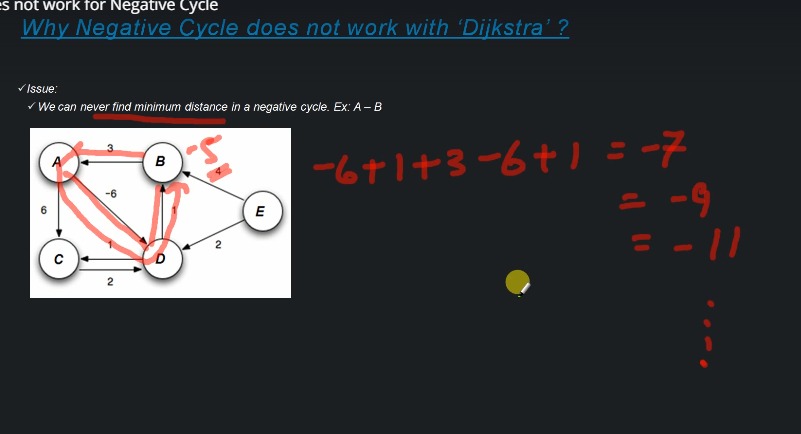 es not work for Negative Cycle
Why Negative Cycle does not work with ‘Dijkstra’ ?
✓Issue:
✓We can never find minimum distance in a negative cycle. Ex: A – B
3
A
B
-5
4
-6
6
1
E
1
2
C
D
2
-6+1+3-6+1 = -7
= -9
= -11